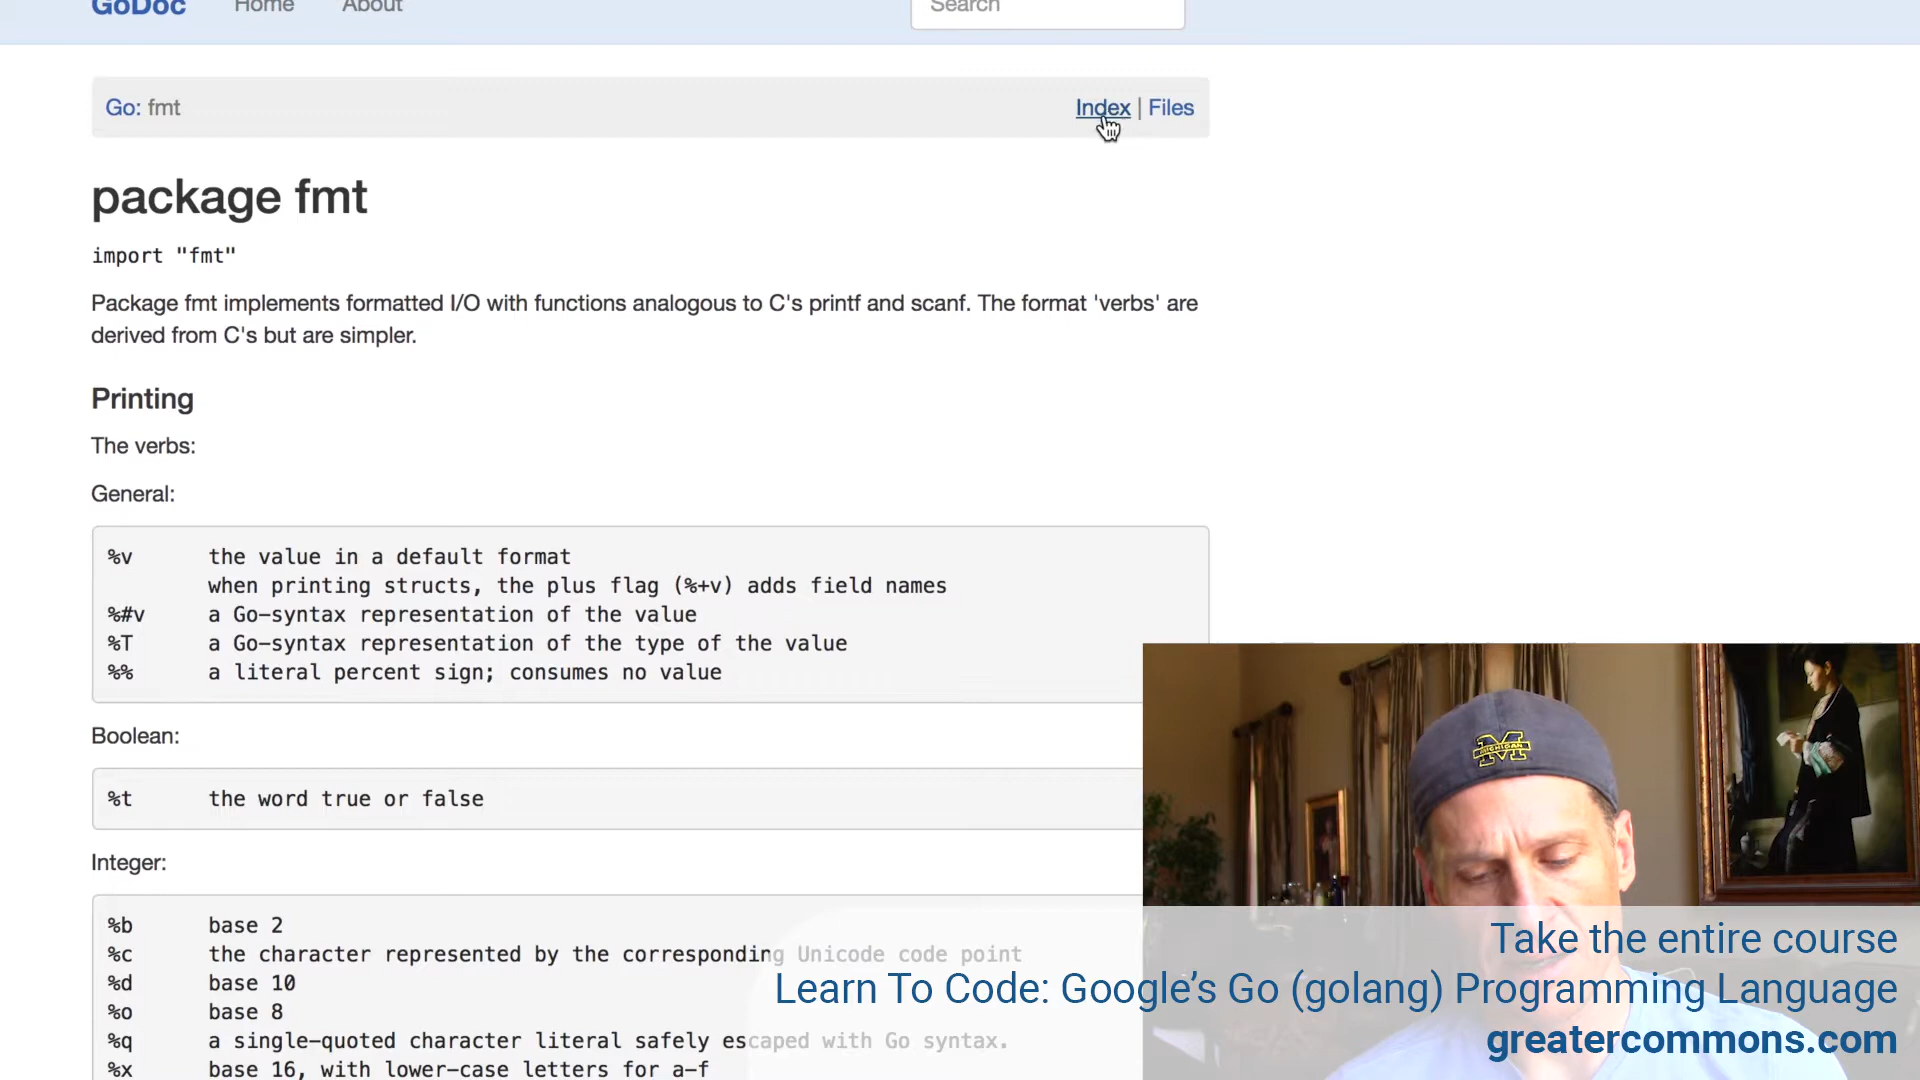 GoDoc Home About Search
Go: fmt Index | Files
package fmt
import "fmt"
Package fmt implements formatted I/O with functions analogous to C's printf and scanf. The format 'verbs' are
derived from C's but are simpler.
Printing
The verbs:
General:
%v the value in a default format
when printing structs, the plus flag (%+v) adds field names
%#v a Go-syntax representation of the value
%T a Go-syntax representation of the type of the value
%% a literal percent sign; consumes no value
Boolean:
%t the word true or false
Integer:
%b base 2
%c the character represented by the corresponding Unicode code point
%d base 10
%o base 8
%q a single-quoted character literal safely escaped with Go syntax.
%x base 16, with lower-case letters for a-f
M
MICHIGAN
Take the entire course
Learn To Code: Google’s Go (golang) Programming Language
greatercommons.com